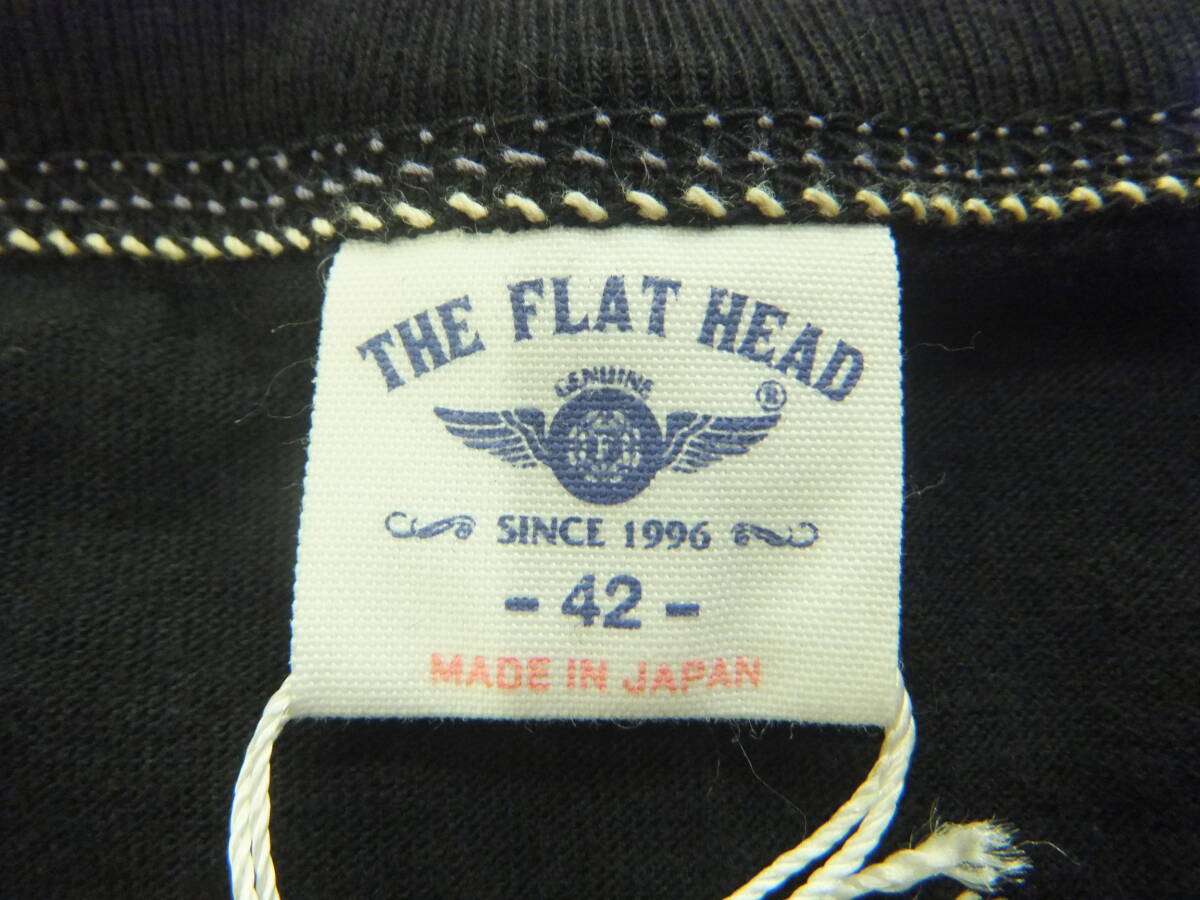 THE FLAT HEAD
GENUINE
®
F
SINCE 1996
- 42 -
MADE IN JAPAN